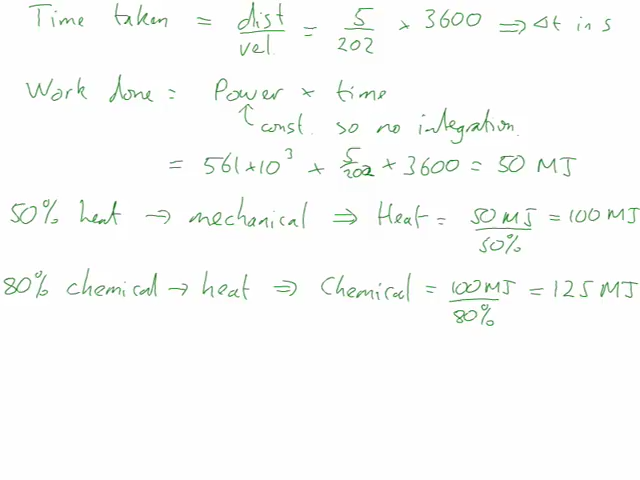 Time taken = dist/vel. = 5/202 × 3600 ⟹ Δt in s
Work done = Power × time
↑ const. so no integration.
= 561×10³ × 5/202 × 3600 = 50 MJ
50% heat → mechanical ⟹ Heat = 50 MJ/50% = 100 MJ
80% chemical → heat ⟹ Chemical = 100 MJ/80% = 125 MJ